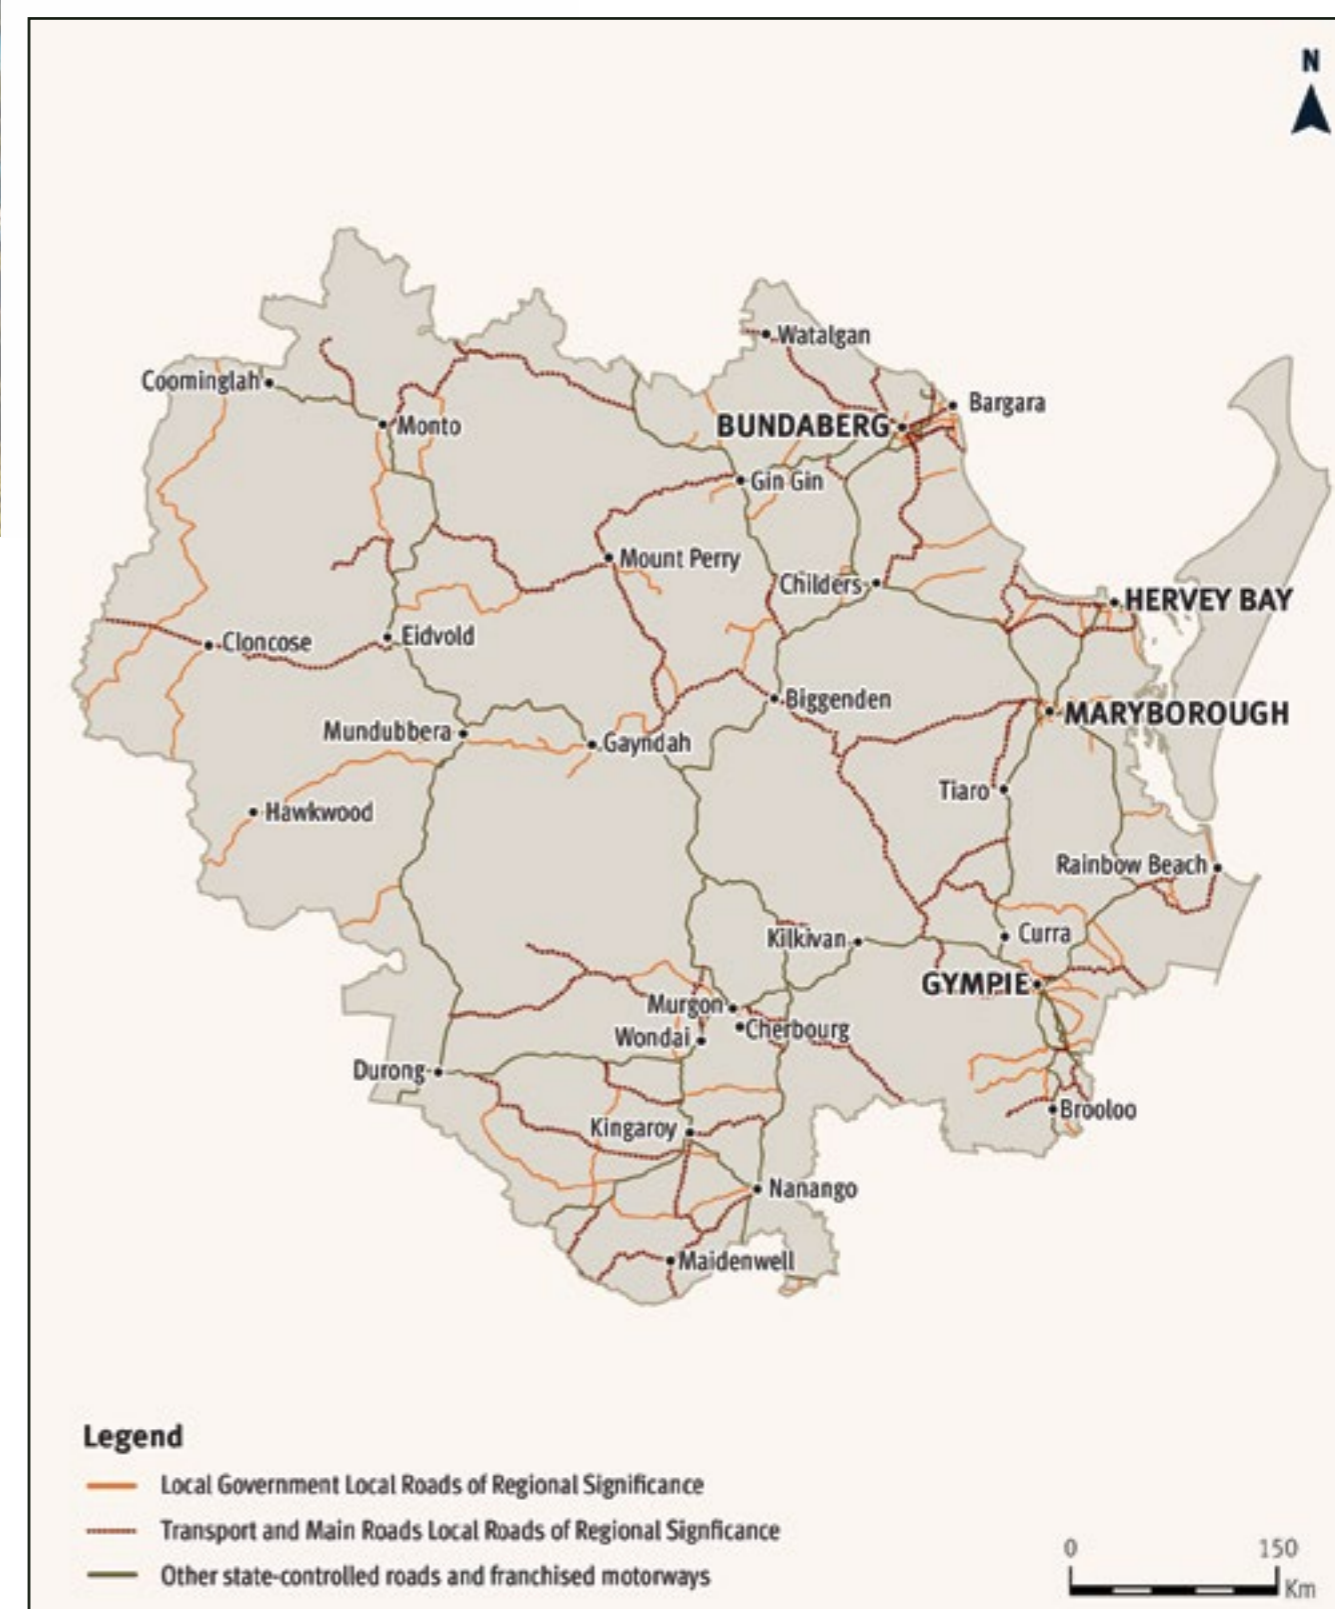 N
Watalgan
Coominglah
Bargara
Monto
BUNDABERG
Gin Gin
Mount Perry
Childers
HERVEY BAY
Cloncose
Eidvold
Biggenden
MARYBOROUGH
Mundubbera
Gayndah
Tiaro
Hawkwood
Rainbow Beach
Kilkivan
Curra
GYMPIE
Murgon
Cherbourg
Wondai
Durong
Brooloo
Kingaroy
Nanango
Maidenwell
Legend
Local Government Local Roads of Regional Significance
Transport and Main Roads Local Roads of Regional Signficance
Other state-controlled roads and franchised motorways
0 150
Km